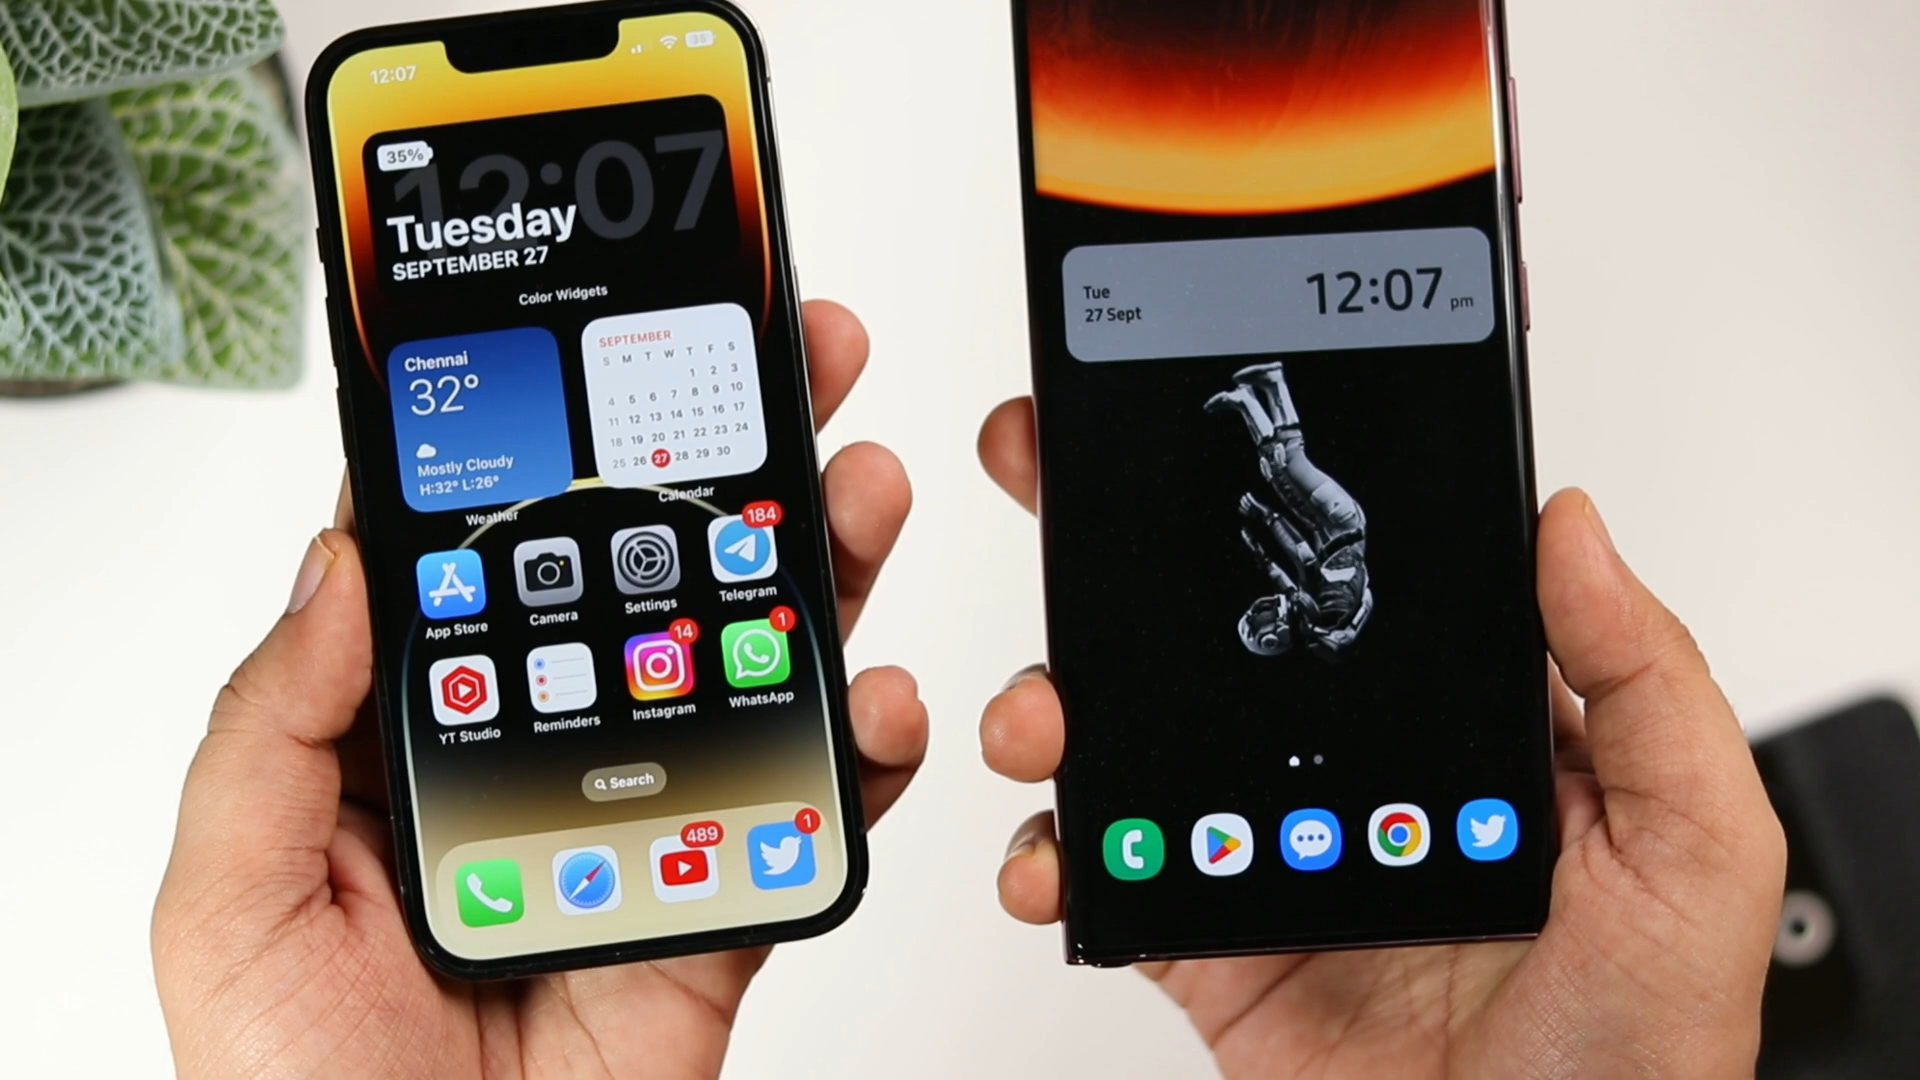 12:07
35
35%
12:07
Tuesday
SEPTEMBER 27
Color Widgets
Chennai
32°
Mostly Cloudy
H:32° L:26°
Weather
SEPTEMBER
S M T W T F S
1 2 3
4 5 6 7 8 9 10
11 12 13 14 15 16 17
18 19 20 21 22 23 24
25 26 27 28 29 30
Calendar
184
App Store
Camera
Settings
Telegram
14
1
YT Studio
Reminders
Instagram
WhatsApp
Search
489
1
Tue
27 Sept
12:07 pm